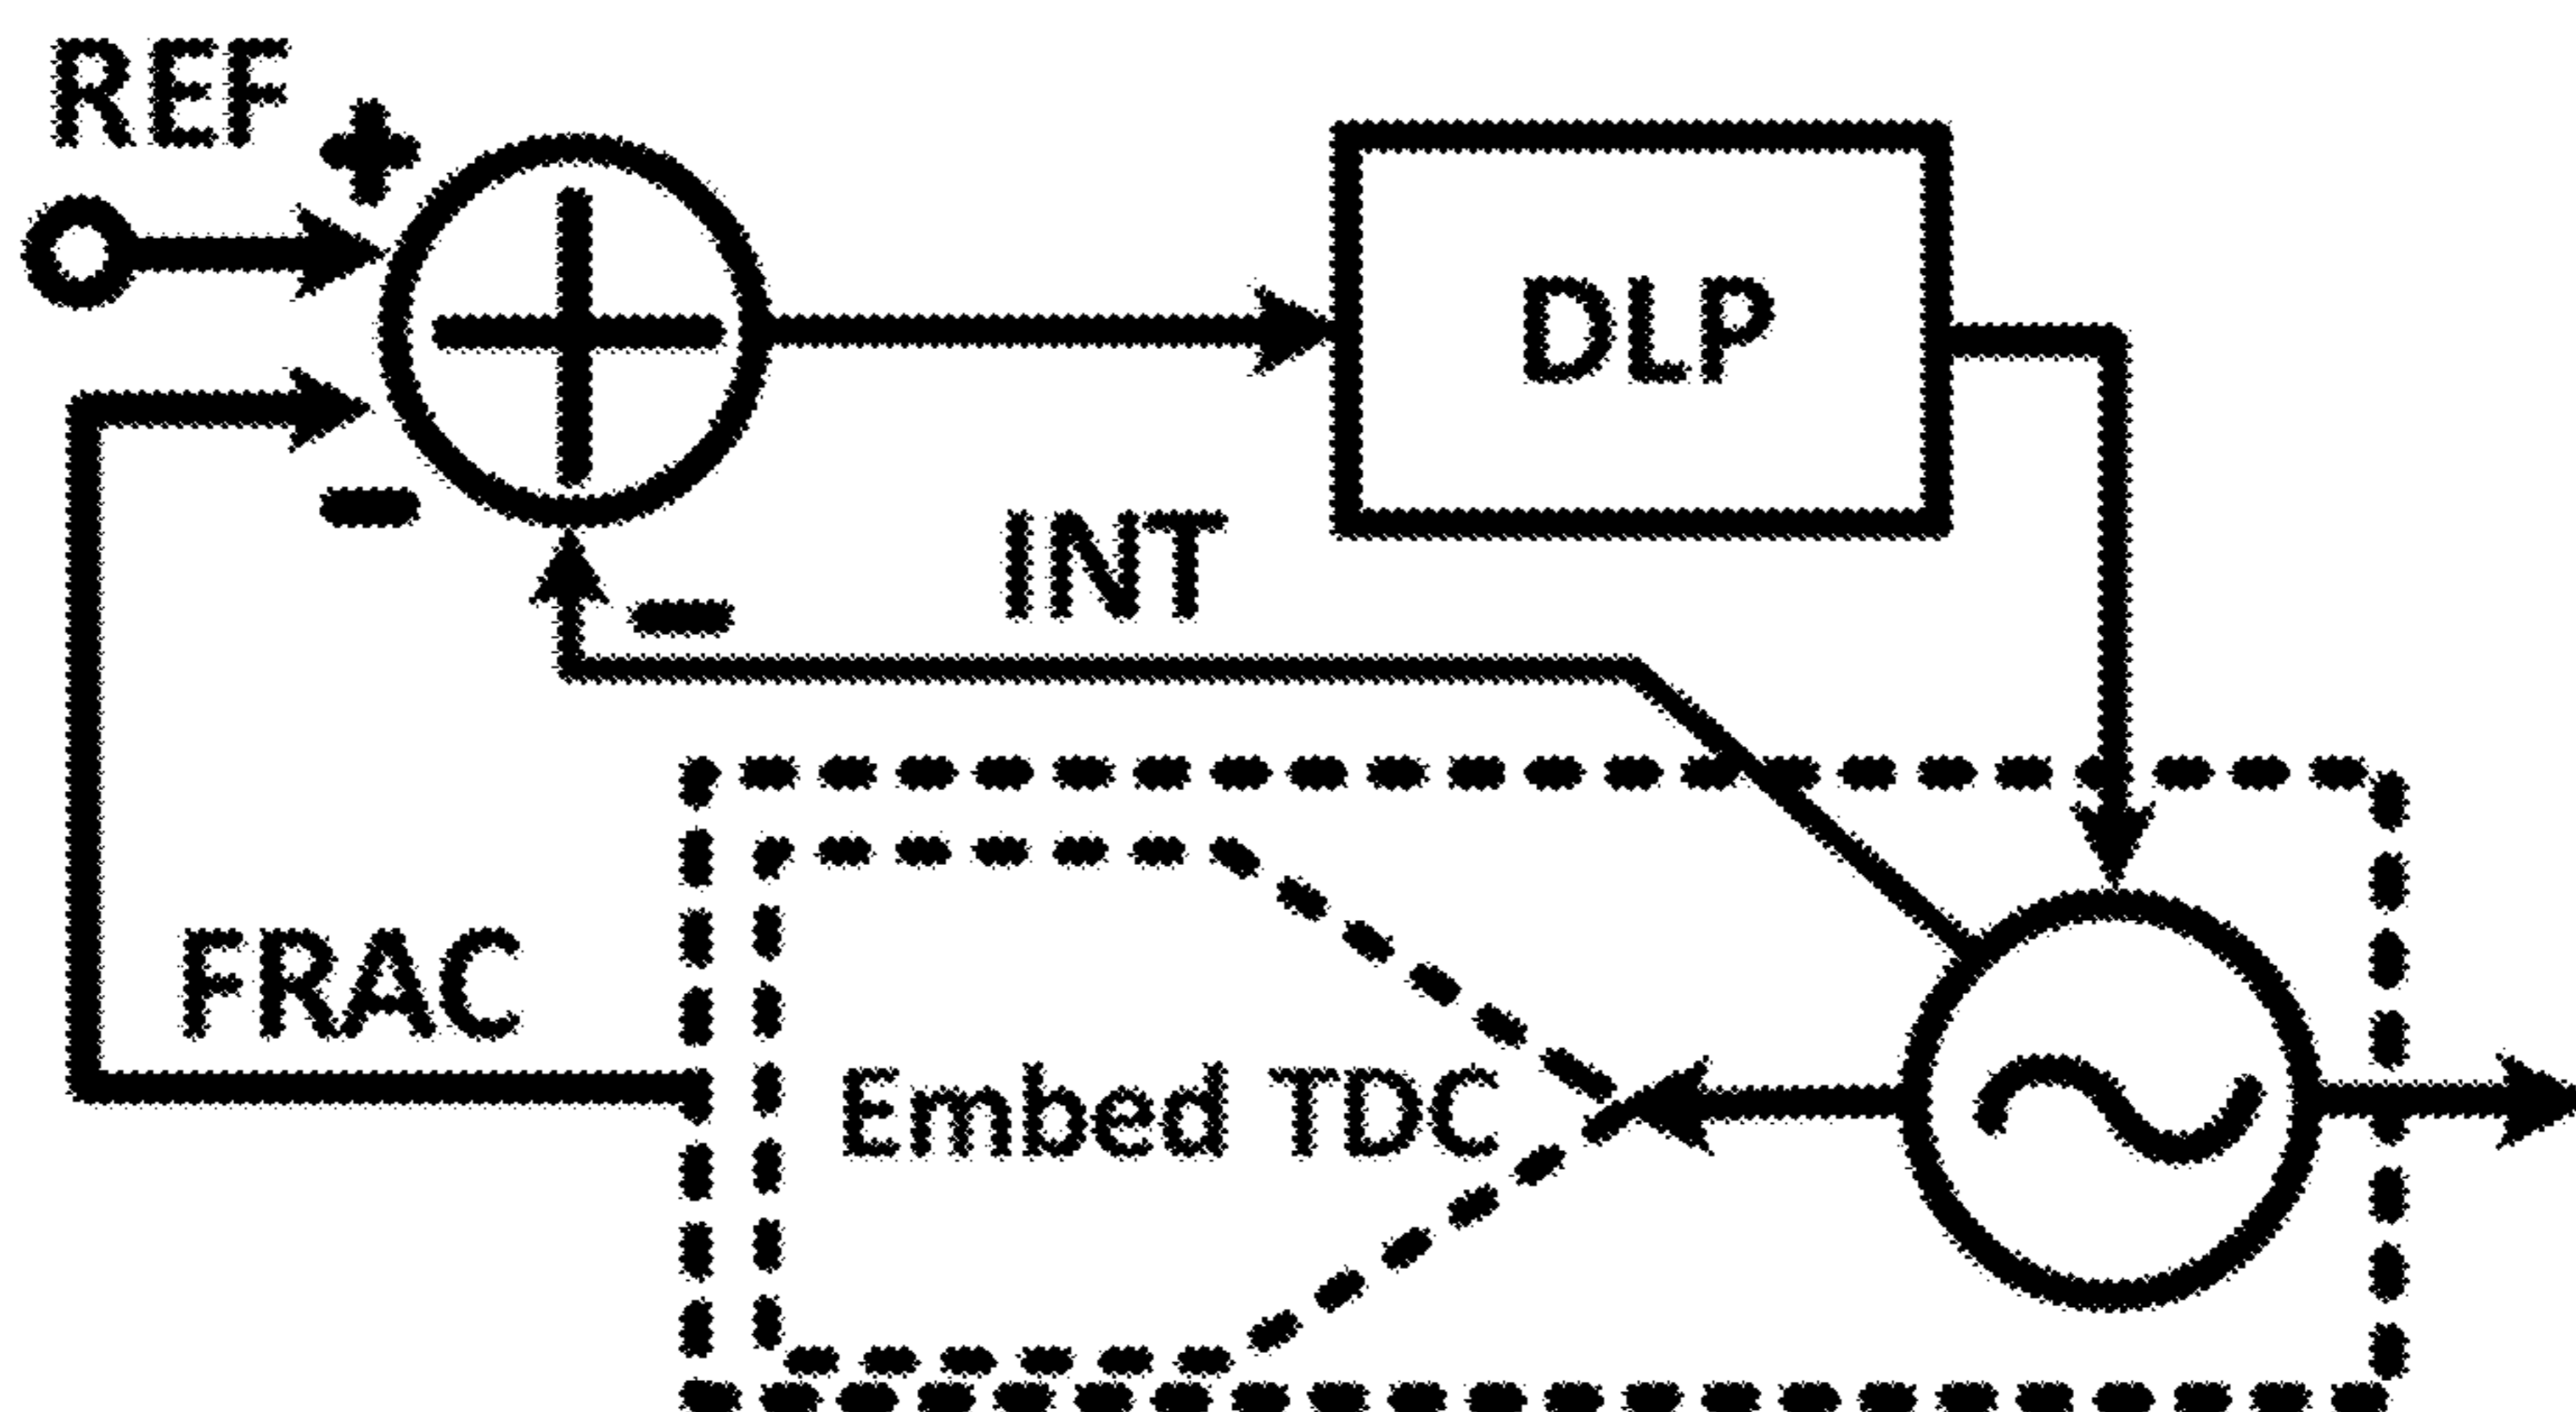 REF
+
DLP
-
INT
-
FRAC
Embed TDC